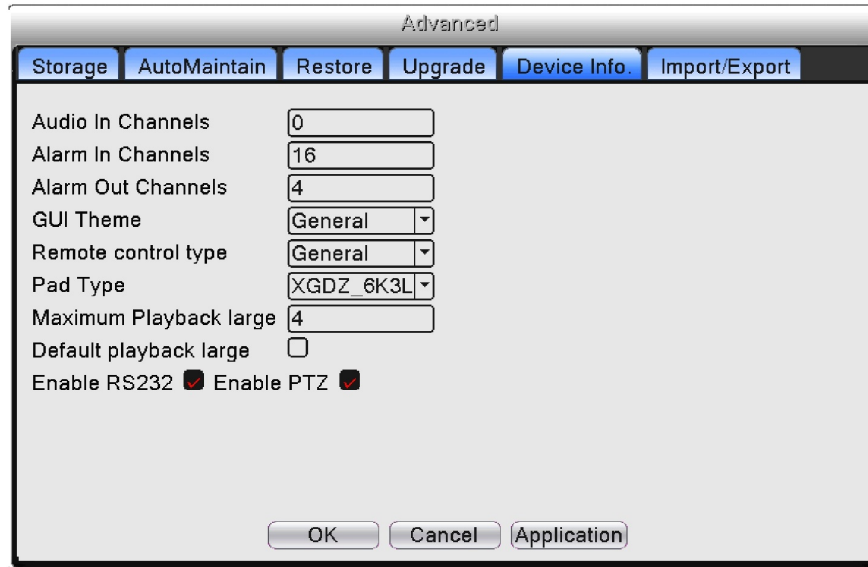 Advanced
Storage AutoMaintain Restore Upgrade Device Info. Import/Export
Audio In Channels 0
Alarm In Channels 16
Alarm Out Channels 4
GUI Theme General
Remote control type General
Pad Type XGDZ_6K3L
Maximum Playback large 4
Default playback large
Enable RS232 Enable PTZ
OK Cancel Application